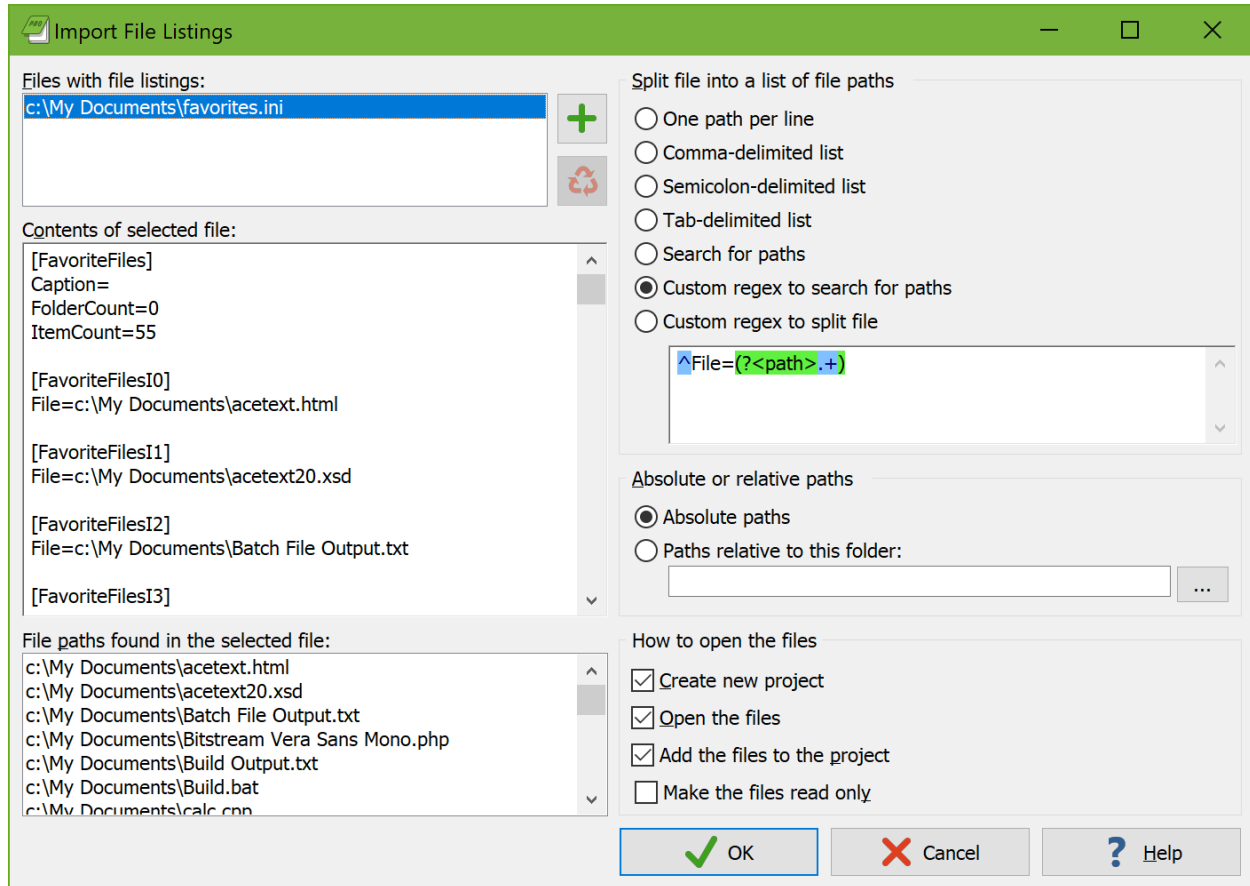 Import File Listings
Files with file listings:
c:\My Documents\favorites.ini
Contents of selected file:
[FavoriteFiles]
Caption=
FolderCount=0
ItemCount=55
[FavoriteFilesI0]
File=c:\My Documents\acetext.html
[FavoriteFilesI1]
File=c:\My Documents\acetext20.xsd
[FavoriteFilesI2]
File=c:\My Documents\Batch File Output.txt
[FavoriteFilesI3]
File paths found in the selected file:
c:\My Documents\acetext.html
c:\My Documents\acetext20.xsd
c:\My Documents\Batch File Output.txt
c:\My Documents\Bitstream Vera Sans Mono.php
c:\My Documents\Build Output.txt
c:\My Documents\Build.bat
c:\My Documents\calc.cpp
Split file into a list of file paths
One path per line
Comma-delimited list
Semicolon-delimited list
Tab-delimited list
Search for paths
Custom regex to search for paths
Custom regex to split file
^File=(?<path>.+)
Absolute or relative paths
Absolute paths
Paths relative to this folder:
...
How to open the files
Create new project
Open the files
Add the files to the project
Make the files read only
OK
Cancel
? Help